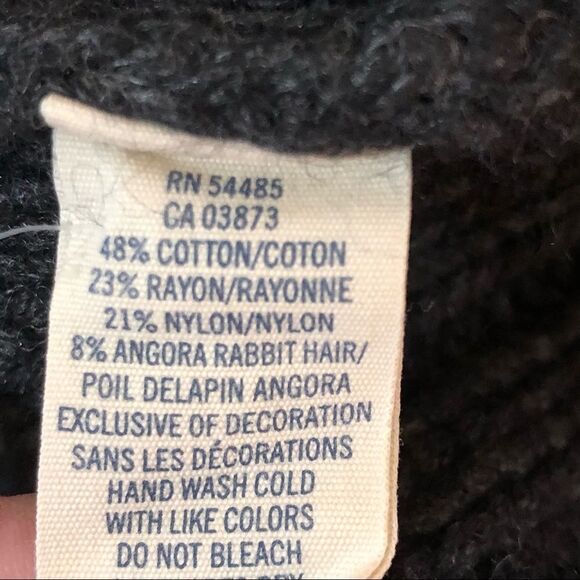 RN 54485
CA 03873
48% COTTON/COTON
23% RAYON/RAYONNE
21% NYLON/NYLON
8% ANGORA RABBIT HAIR/
POIL DELAPIN ANGORA
EXCLUSIVE OF DECORATION
SANS LES DÉCORATIONS
HAND WASH COLD
WITH LIKE COLORS
DO NOT BLEACH
DRY